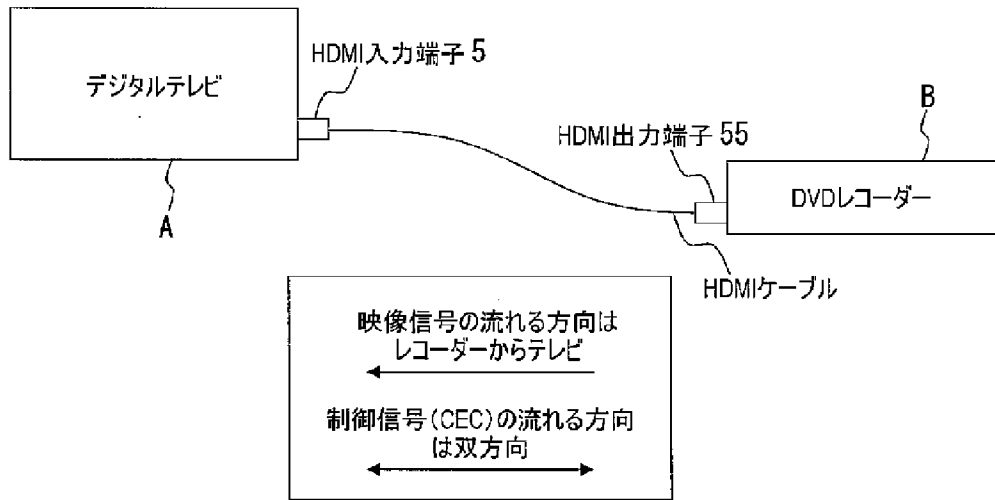 デジタルテレビ
HDMI入力端子 5
A
HDMI出力端子 55
B
DVDレコーダー
HDMIケーブル
映像信号の流れる方向は
レコーダーからテレビ
制御信号(CEC)の流れる方向
は双方向